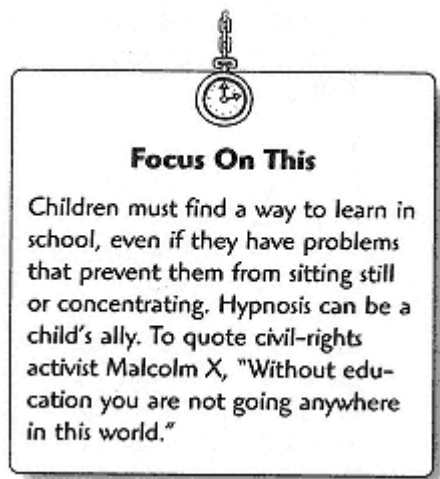 Focus On This
Children must find a way to learn in
school, even if they have problems
that prevent them from sitting still
or concentrating. Hypnosis can be a
child's ally. To quote civil-rights
activist Malcolm X, "Without edu-
cation you are not going anywhere
in this world."